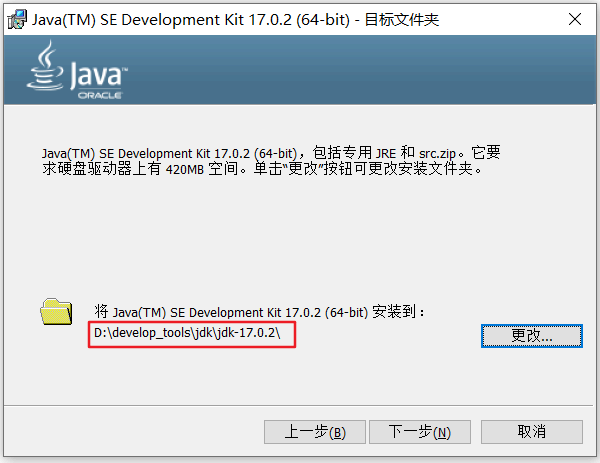 Java(TM) SE Development Kit 17.0.2 (64-bit) - 目标文件夹
Java™
ORACLE
Java(TM) SE Development Kit 17.0.2 (64-bit)，包括专用 JRE 和 src.zip。它要
求硬盘驱动器上有 420MB 空间。单击“更改”按钮可更改安装文件夹。
将 Java(TM) SE Development Kit 17.0.2 (64-bit) 安装到：
D:\develop_tools\jdk\jdk-17.0.2\
更改...
上一步(B)
下一步(N)
取消